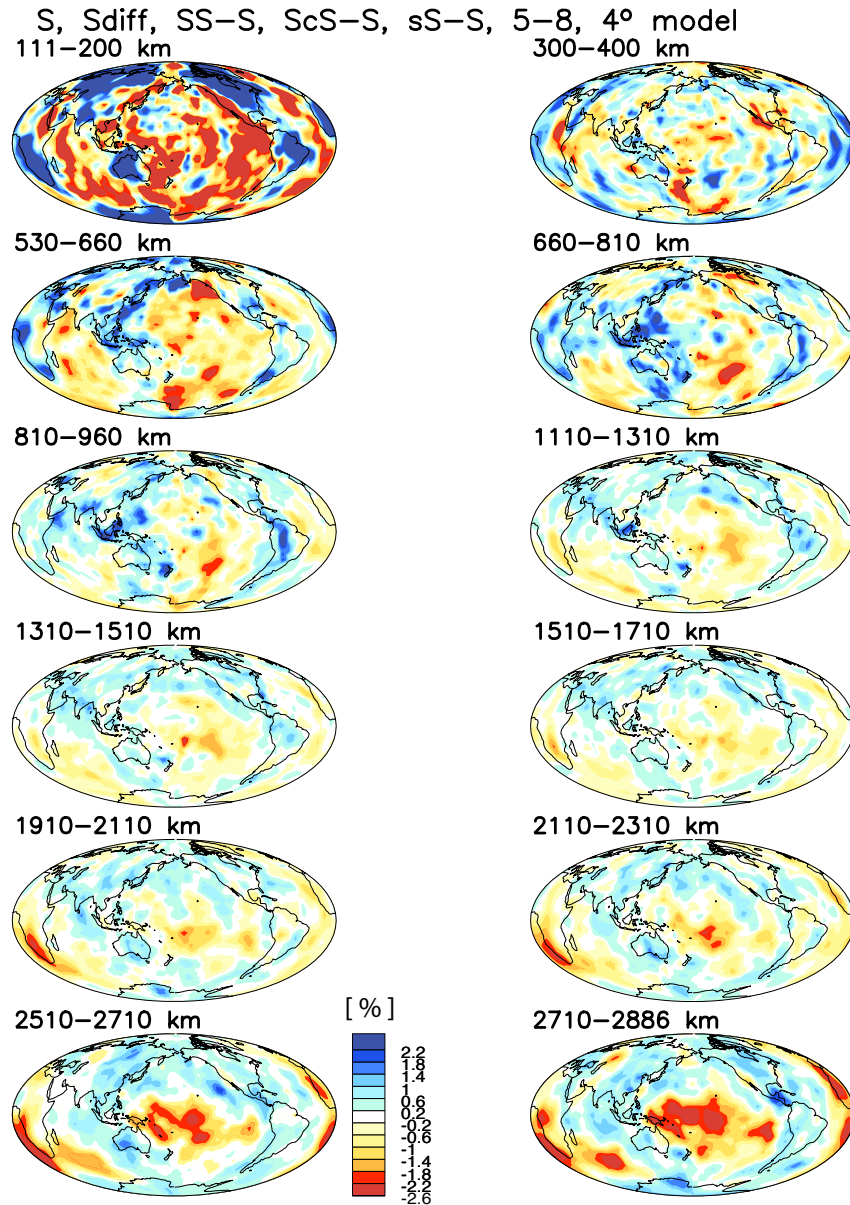 S, Sdiff, SS-S, ScS-S, sS-S, 5-8, 4º model
111-200 km
300-400 km
530-660 km
660-810 km
810-960 km
1110-1310 km
1310-1510 km
1510-1710 km
1910-2110 km
2110-2310 km
2510-2710 km
[%]
2710-2886 km
2.2
1.8
1.4
1
0.6
0.2
-0.2
-0.6
-1
-1.4
-1.8
-2.2
-2.6